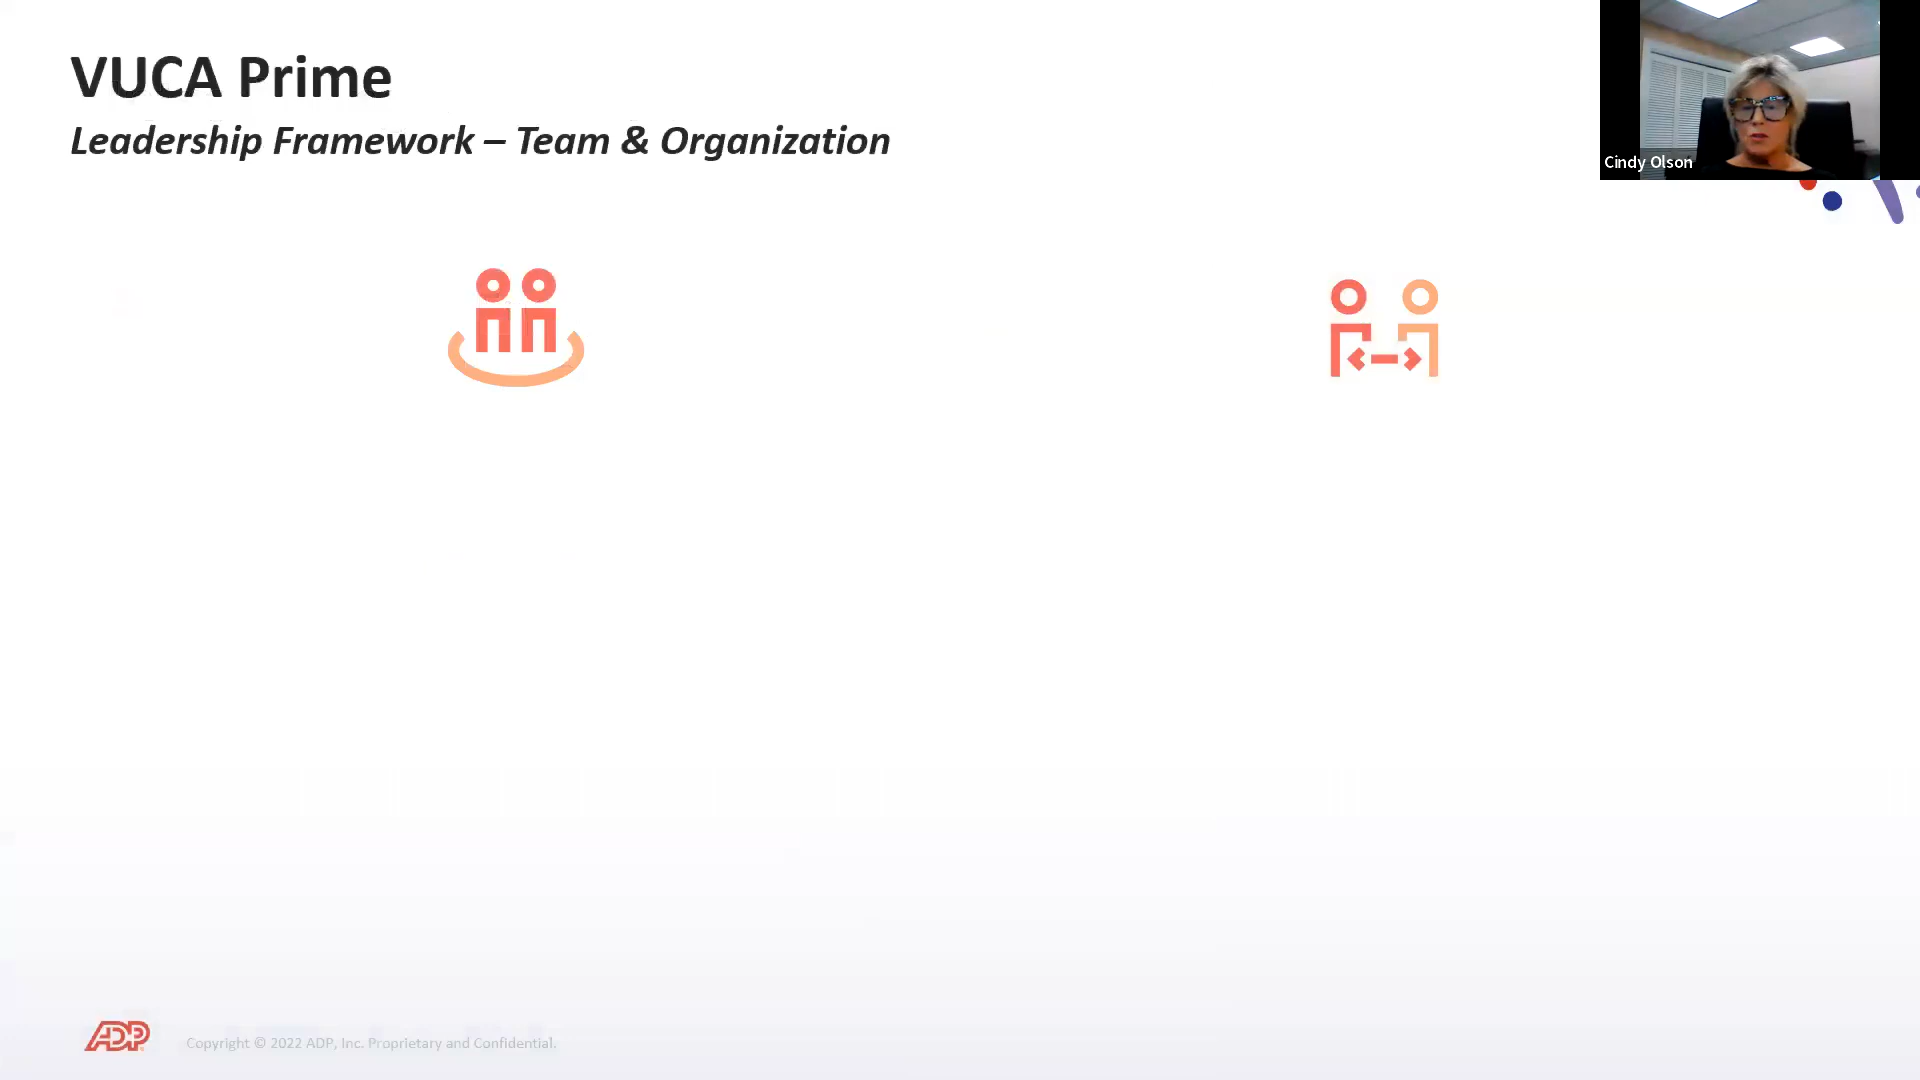 VUCA Prime
Leadership Framework – Team & Organization
Cindy Olson
ADP
Copyright © 2022 ADP, Inc. Proprietary and Confidential.